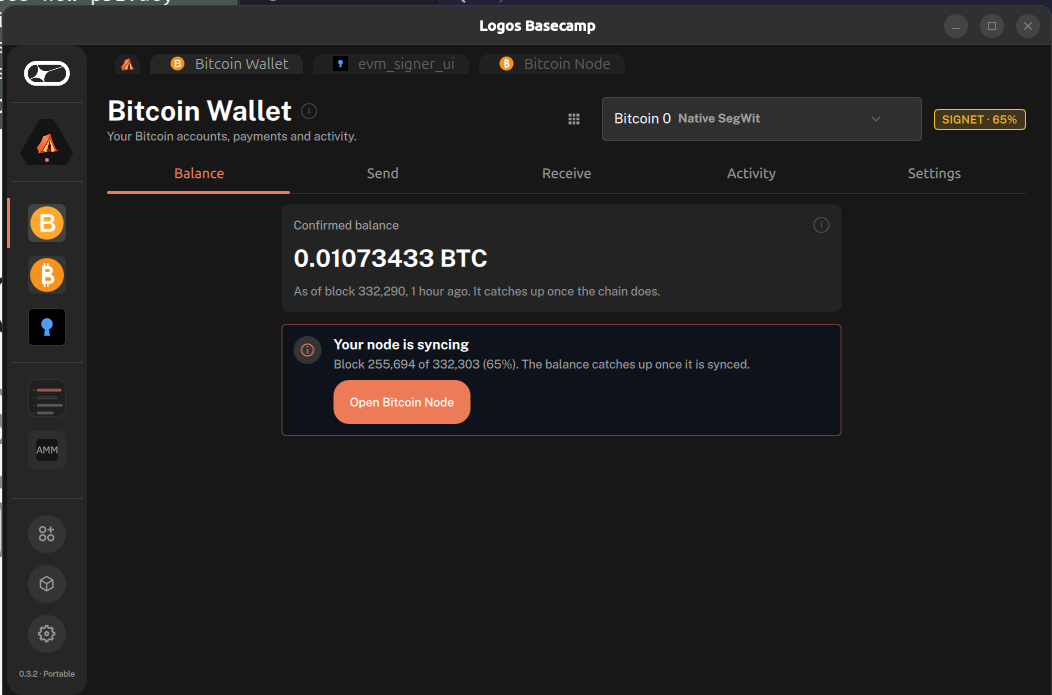 Logos Basecamp
Bitcoin Wallet
evm_signer_ui
Bitcoin Node
Bitcoin Wallet
Your Bitcoin accounts, payments and activity.
Bitcoin 0 Native SegWit
SIGNET · 65%
Balance
Send
Receive
Activity
Settings
Confirmed balance
0.01073433 BTC
As of block 332,290, 1 hour ago. It catches up once the chain does.
Your node is syncing
Block 255,694 of 332,303 (65%). The balance catches up once it is synced.
Open Bitcoin Node
AMM
0.3.2 · Portable